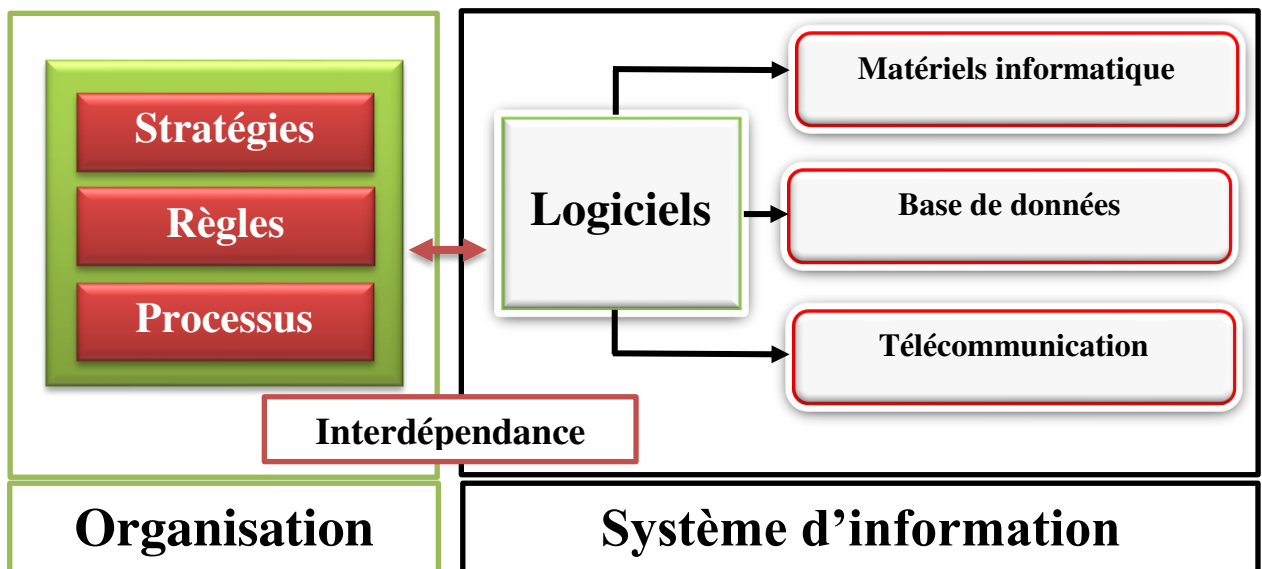 Stratégies
Règles
Processus
Interdépendance
Organisation
Logiciels
Matériels informatique
Base de données
Télécommunication
Système d’information